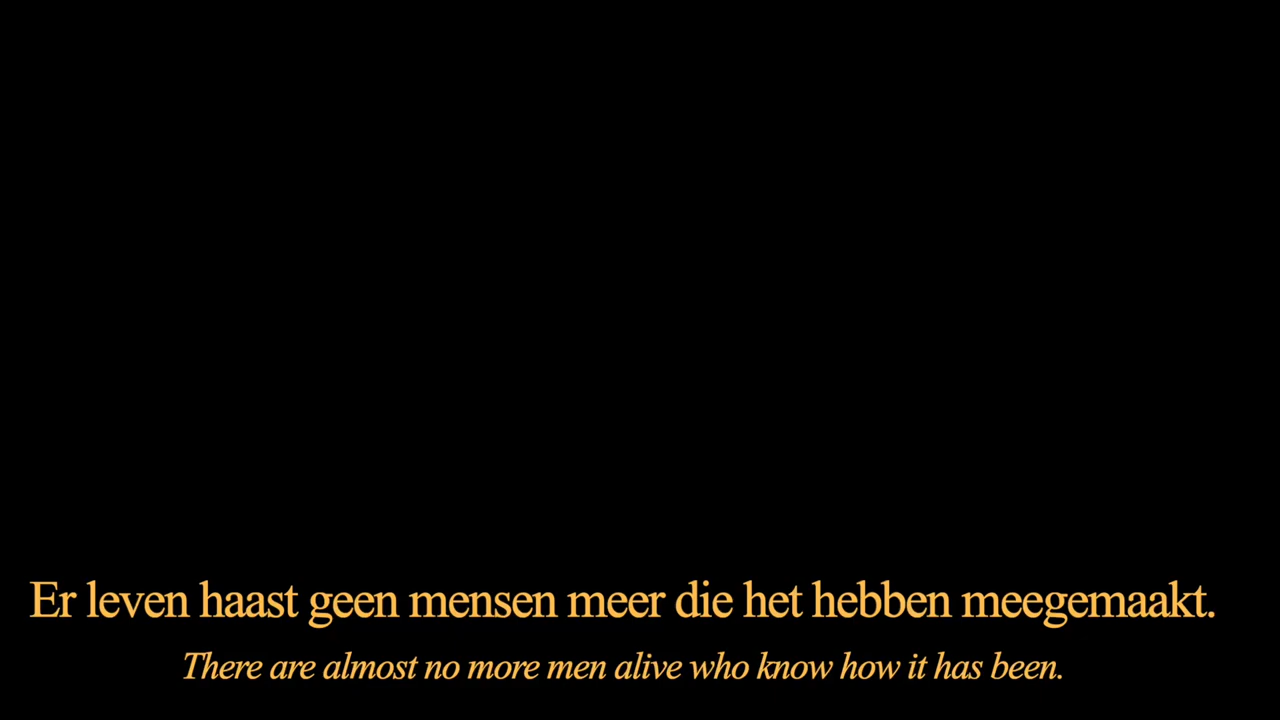 Er leven haast geen mensen meer die het hebben meegemaakt.
There are almost no more men alive who know how it has been.